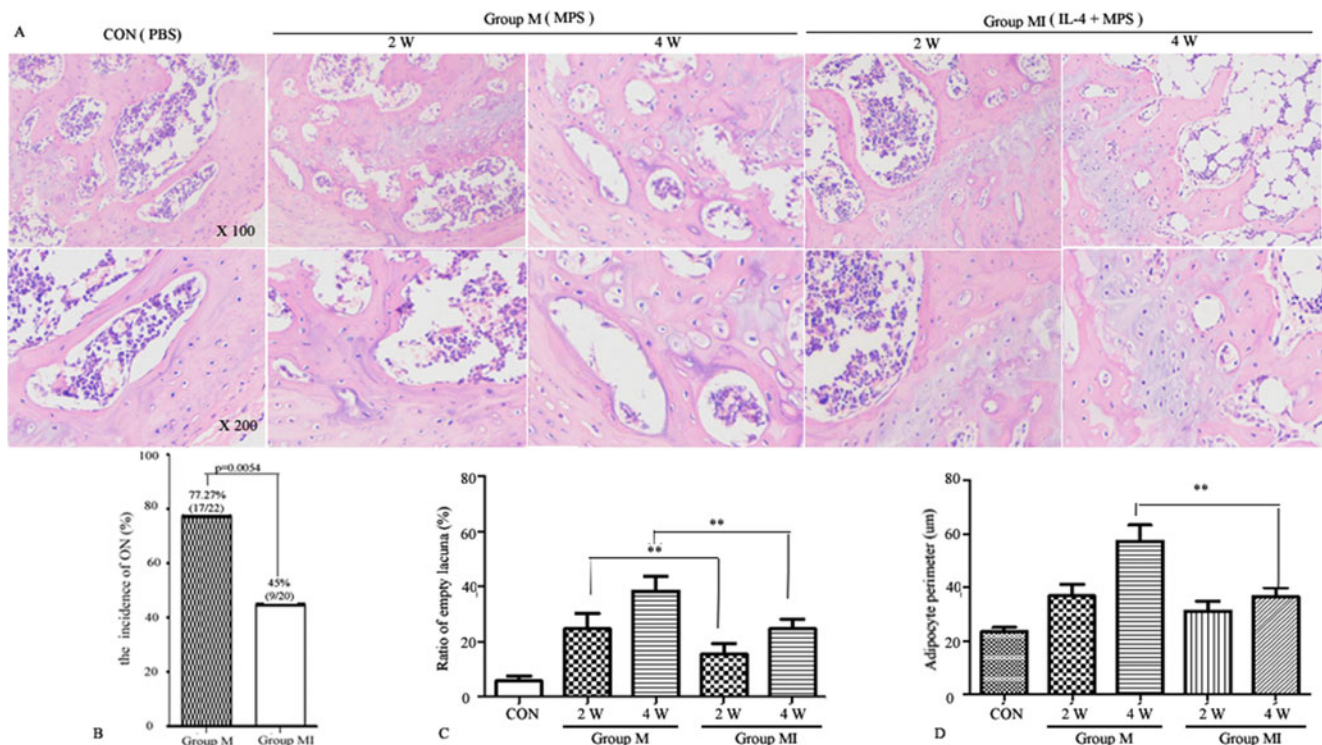 A
CON ( PBS)
Group M ( MPS )
Group MI ( IL-4 + MPS )
2 W
4 W
2 W
4 W
X 100
X 200
B
the incidence of ON (%)
100
80
60
40
20
0
p=0.0054
77.27%
(17/22)
45%
(9/20)
Group M
Group MI
C
Ratio of empty lacuna (%)
80
60
40
20
0
**
**
CON
2 W
4 W
2 W
4 W
Group M
Group MI
D
Adipocyte perimeter (um)
80
60
40
20
0
**
CON
2 W
4 W
2 W
4 W
Group M
Group MI